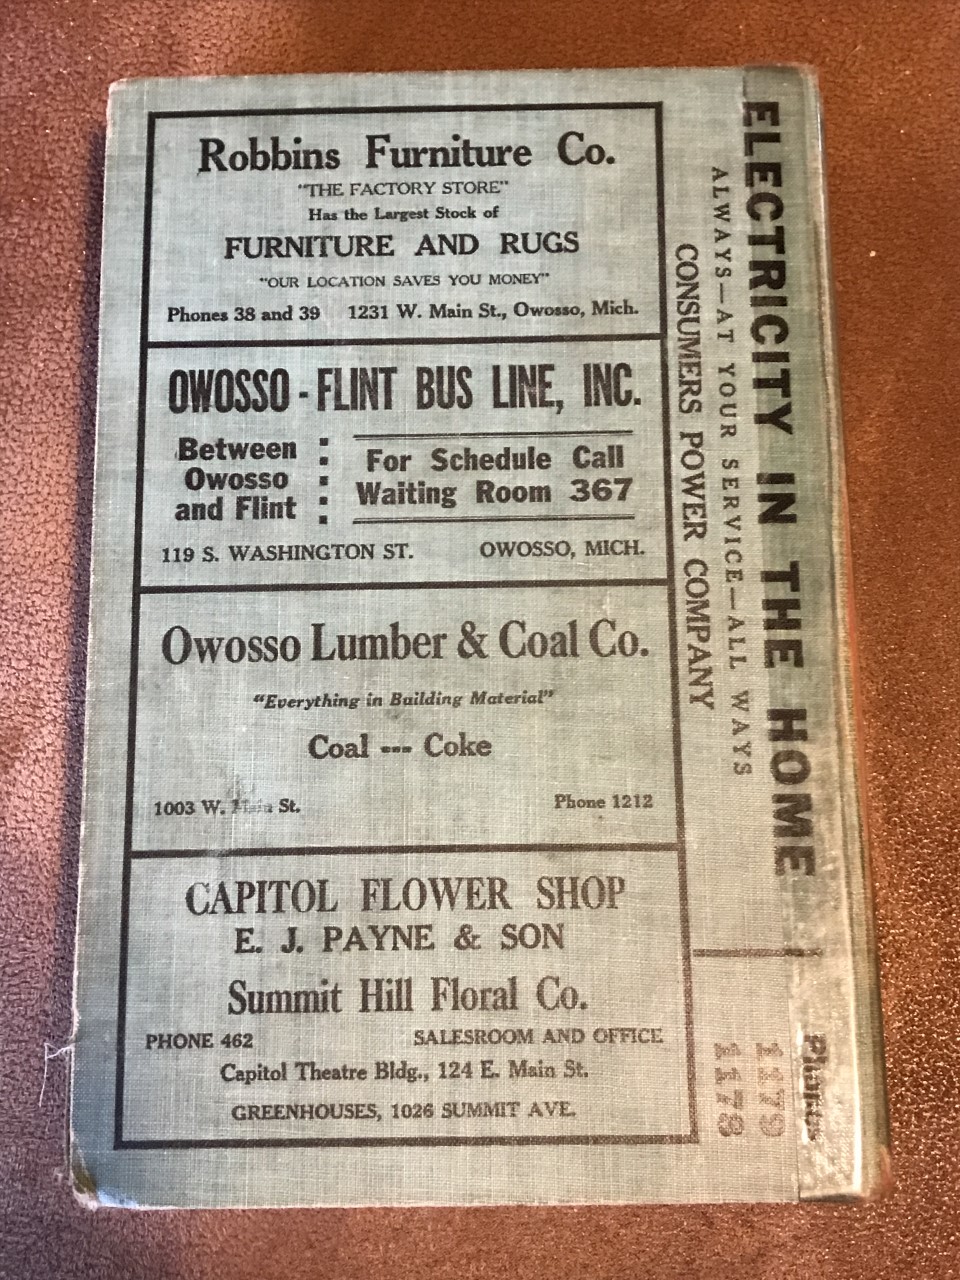 Robbins Furniture Co.
"THE FACTORY STORE"
Has the Largest Stock of
FURNITURE AND RUGS
"OUR LOCATION SAVES YOU MONEY"
Phones 38 and 39 1231 W. Main St., Owosso, Mich.
OWOSSO - FLINT BUS LINE, INC.
Between
Owosso
and Flint
For Schedule Call
Waiting Room 367
119 S. WASHINGTON ST. OWOSSO, MICH.
Owosso Lumber & Coal Co.
"Everything in Building Material"
Coal --- Coke
1003 W. Main St. Phone 1212
CAPITOL FLOWER SHOP
E. J. PAYNE & SON
Summit Hill Floral Co.
PHONE 462 SALESROOM AND OFFICE
Capitol Theatre Bldg., 124 E. Main St.
GREENHOUSES, 1026 SUMMIT AVE.
ELECTRICITY IN THE HOME
ALWAYS—AT YOUR SERVICE—ALL WAYS
CONSUMERS POWER COMPANY
Phones
1179
1178